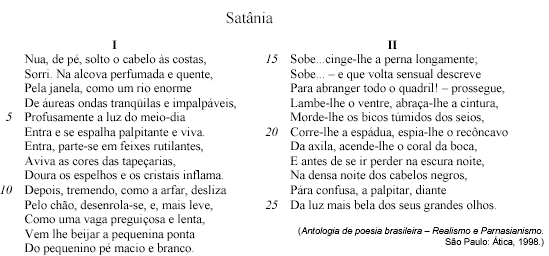 Satânia
I
Nua, de pé, solto o cabelo às costas,
Sorri. Na alcova perfumada e quente,
Pela janela, como um rio enorme
De áureas ondas tranqüilas e impalpáveis,
5 Profusamente a luz do meio-dia
Entra e se espalha palpitante e viva.
Entra, parte-se em feixes rutilantes,
Aviva as cores das tapeçarias,
Doura os espelhos e os cristais inflama.
10 Depois, tremendo, como a arfar, desliza
Pelo chão, desenrola-se, e, mais leve,
Como uma vaga preguiçosa e lenta,
Vem lhe beijar a pequenina ponta
Do pequenino pé macio e branco.
II
15 Sobe...cinge-lhe a perna longamente;
Sobe... – e que volta sensual descreve
Para abranger todo o quadril! – prossegue,
Lambe-lhe o ventre, abraça-lhe a cintura,
Morde-lhe os bicos túmidos dos seios,
20 Corre-lhe a espádua, espia-lhe o recôncavo
Da axila, acende-lhe o coral da boca,
E antes de se ir perder na escura noite,
Na densa noite dos cabelos negros,
Pára confusa, a palpitar, diante
25 Da luz mais bela dos seus grandes olhos.
(Antologia de poesia brasileira – Realismo e Parnasianismo.
São Paulo: Ática, 1998.)